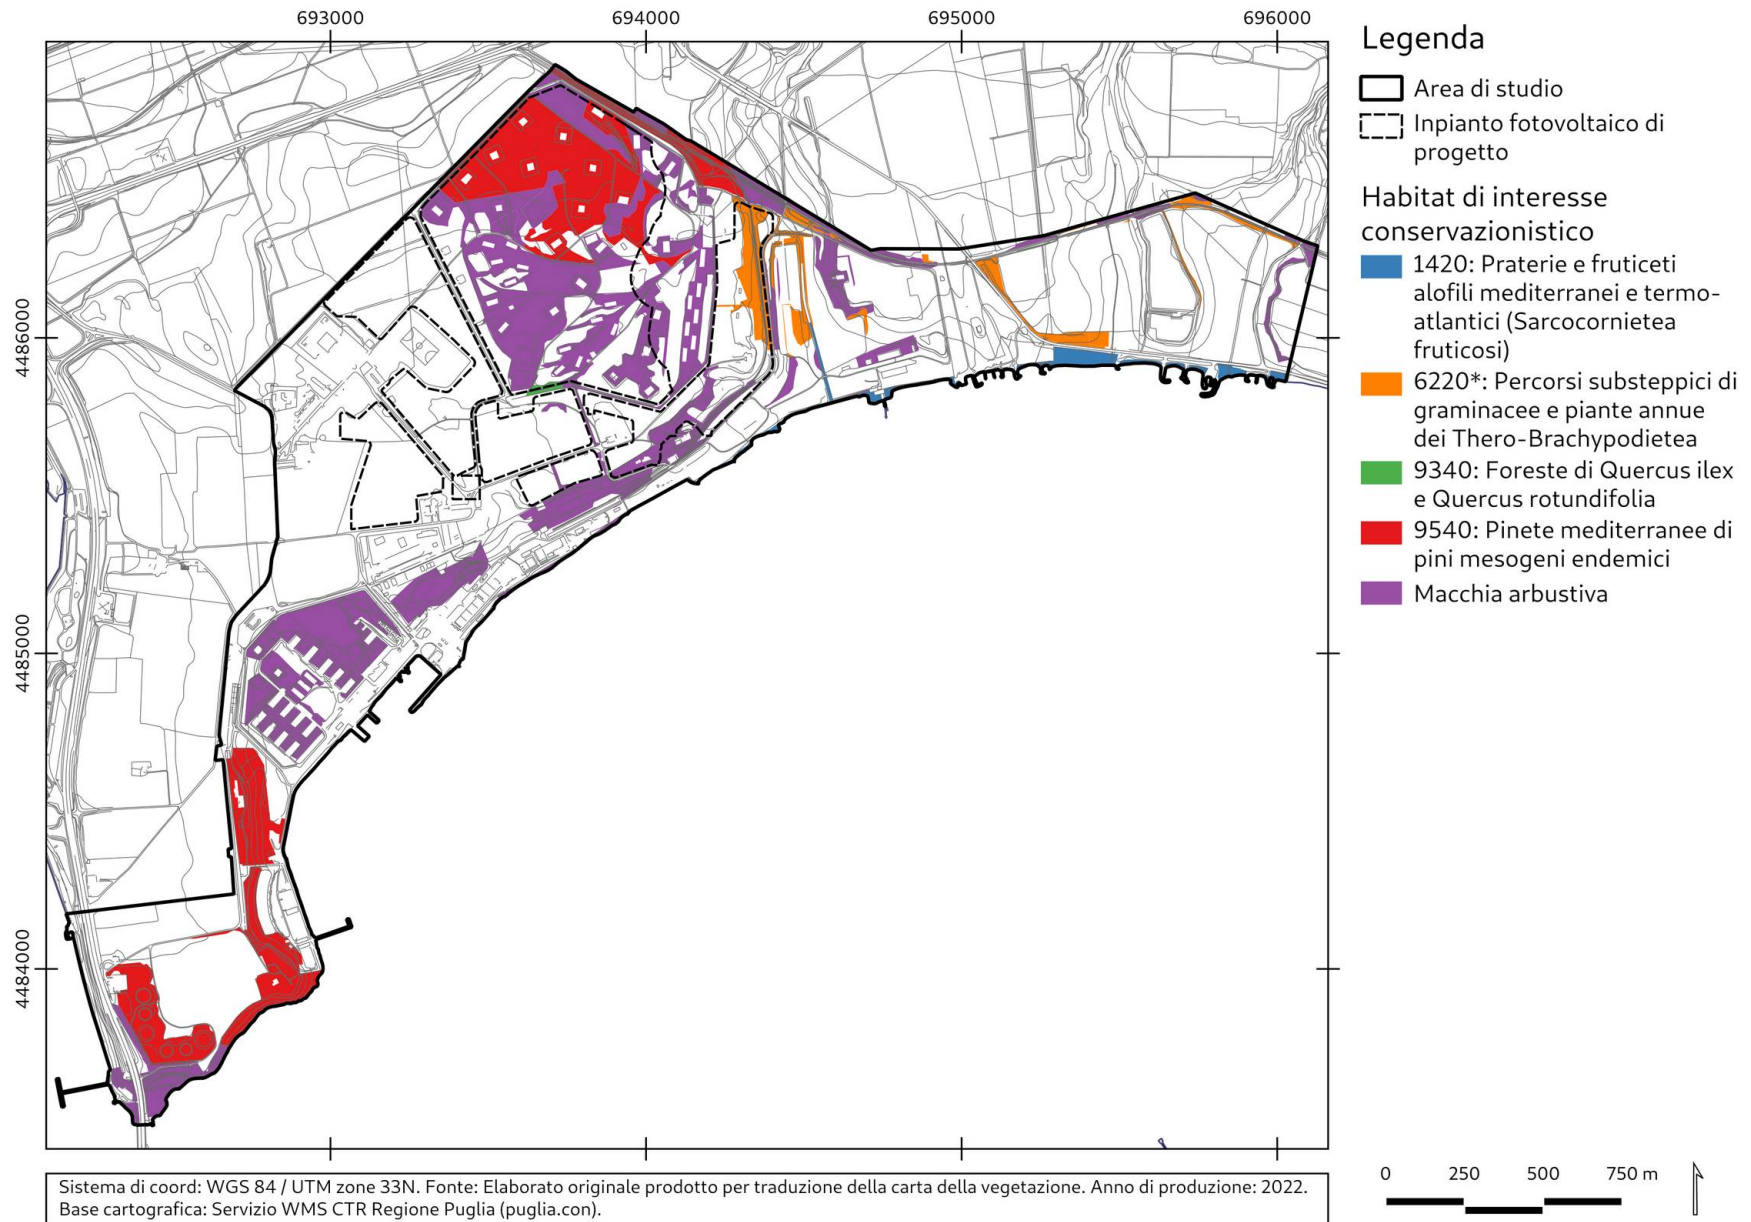 693000
694000
695000
696000
4486000
4485000
4484000
Legenda
Area di studio
Inpianto fotovoltaico di
progetto
Habitat di interesse
conservazionistico
1420: Praterie e fruticeti
alofili mediterranei e termo-
atlantici (Sarcocornietea
fruticosi)
6220*: Percorsi substeppici di
graminacee e piante annue
dei Thero-Brachypodietea
9340: Foreste di Quercus ilex
e Quercus rotundifolia
9540: Pinete mediterranee di
pini mesogeni endemici
Macchia arbustiva
0 250 500 750 m
Sistema di coord: WGS 84 / UTM zone 33N. Fonte: Elaborato originale prodotto per traduzione della carta della vegetazione. Anno di produzione: 2022.
Base cartografica: Servizio WMS CTR Regione Puglia (puglia.con).